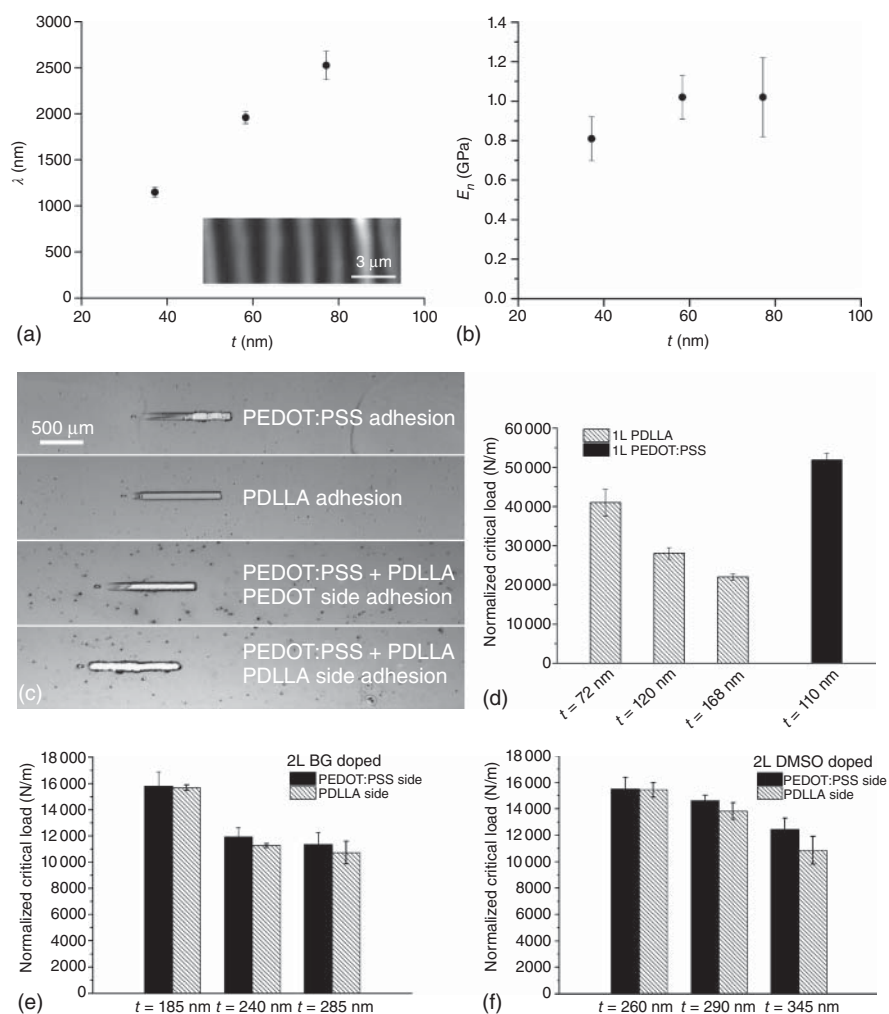 3000
2500
2000
1500
1000
500
0
λ (nm)
3 μm
20 40 60 80 100
t (nm)
(a)
1.4
1.2
1.0
0.8
0.6
0.4
0.2
0.0
Eₙ (GPa)
20 40 60 80 100
t (nm)
(b)
500 μm
PEDOT:PSS adhesion
PDLLA adhesion
PEDOT:PSS + PDLLA
PEDOT side adhesion
PEDOT:PSS + PDLLA
PDLLA side adhesion
(c)
1L PDLLA
1L PEDOT:PSS
60 000
50 000
40 000
30 000
20 000
10 000
0
Normalized critical load (N/m)
t = 72 nm
t = 120 nm
t = 168 nm
t = 110 nm
(d)
2L BG doped
PEDOT:PSS side
PDLLA side
18 000
16 000
14 000
12 000
10 000
8000
6000
4000
2000
0
Normalized critical load (N/m)
t = 185 nm t = 240 nm t = 285 nm
(e)
2L DMSO doped
PEDOT:PSS side
PDLLA side
18 000
16 000
14 000
12 000
10 000
8000
6000
4000
2000
0
Normalized critical load (N/m)
t = 260 nm t = 290 nm t = 345 nm
(f)